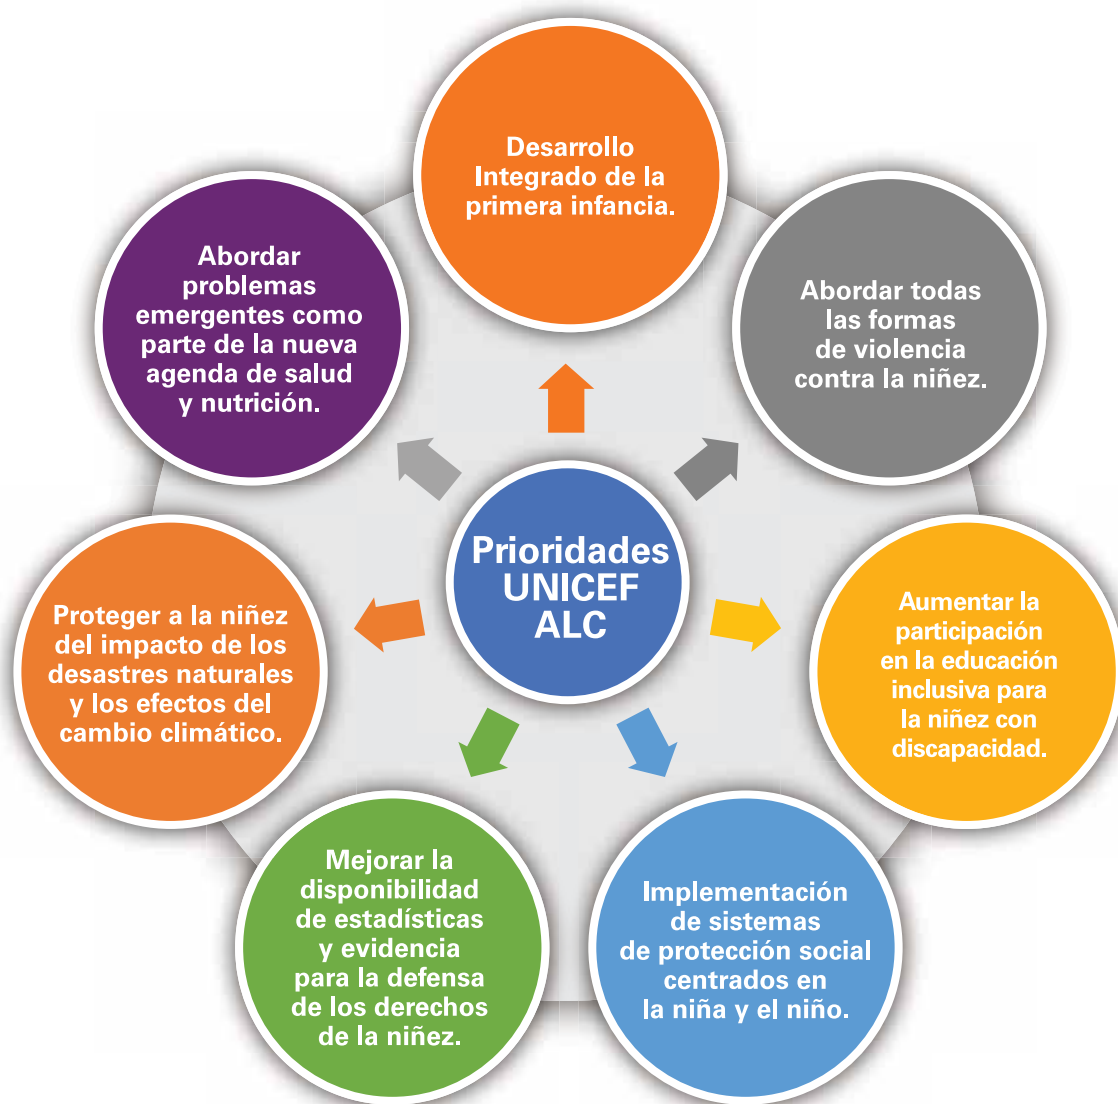 Desarrollo
Integrado de la
primera infancia.
Abordar todas
las formas
de violencia
contra la niñez.
Aumentar la
participación
en la educación
inclusiva para
la niñez con
discapacidad.
Implementación
de sistemas
de protección social
centrados en
la niña y el niño.
Mejorar la
disponibilidad
de estadísticas
y evidencia
para la defensa
de los derechos
de la niñez.
Proteger a la niñez
del impacto de los
desastres naturales
y los efectos del
cambio climático.
Abordar
problemas
emergentes como
parte de la nueva
agenda de salud
y nutrición.
Prioridades
UNICEF
ALC